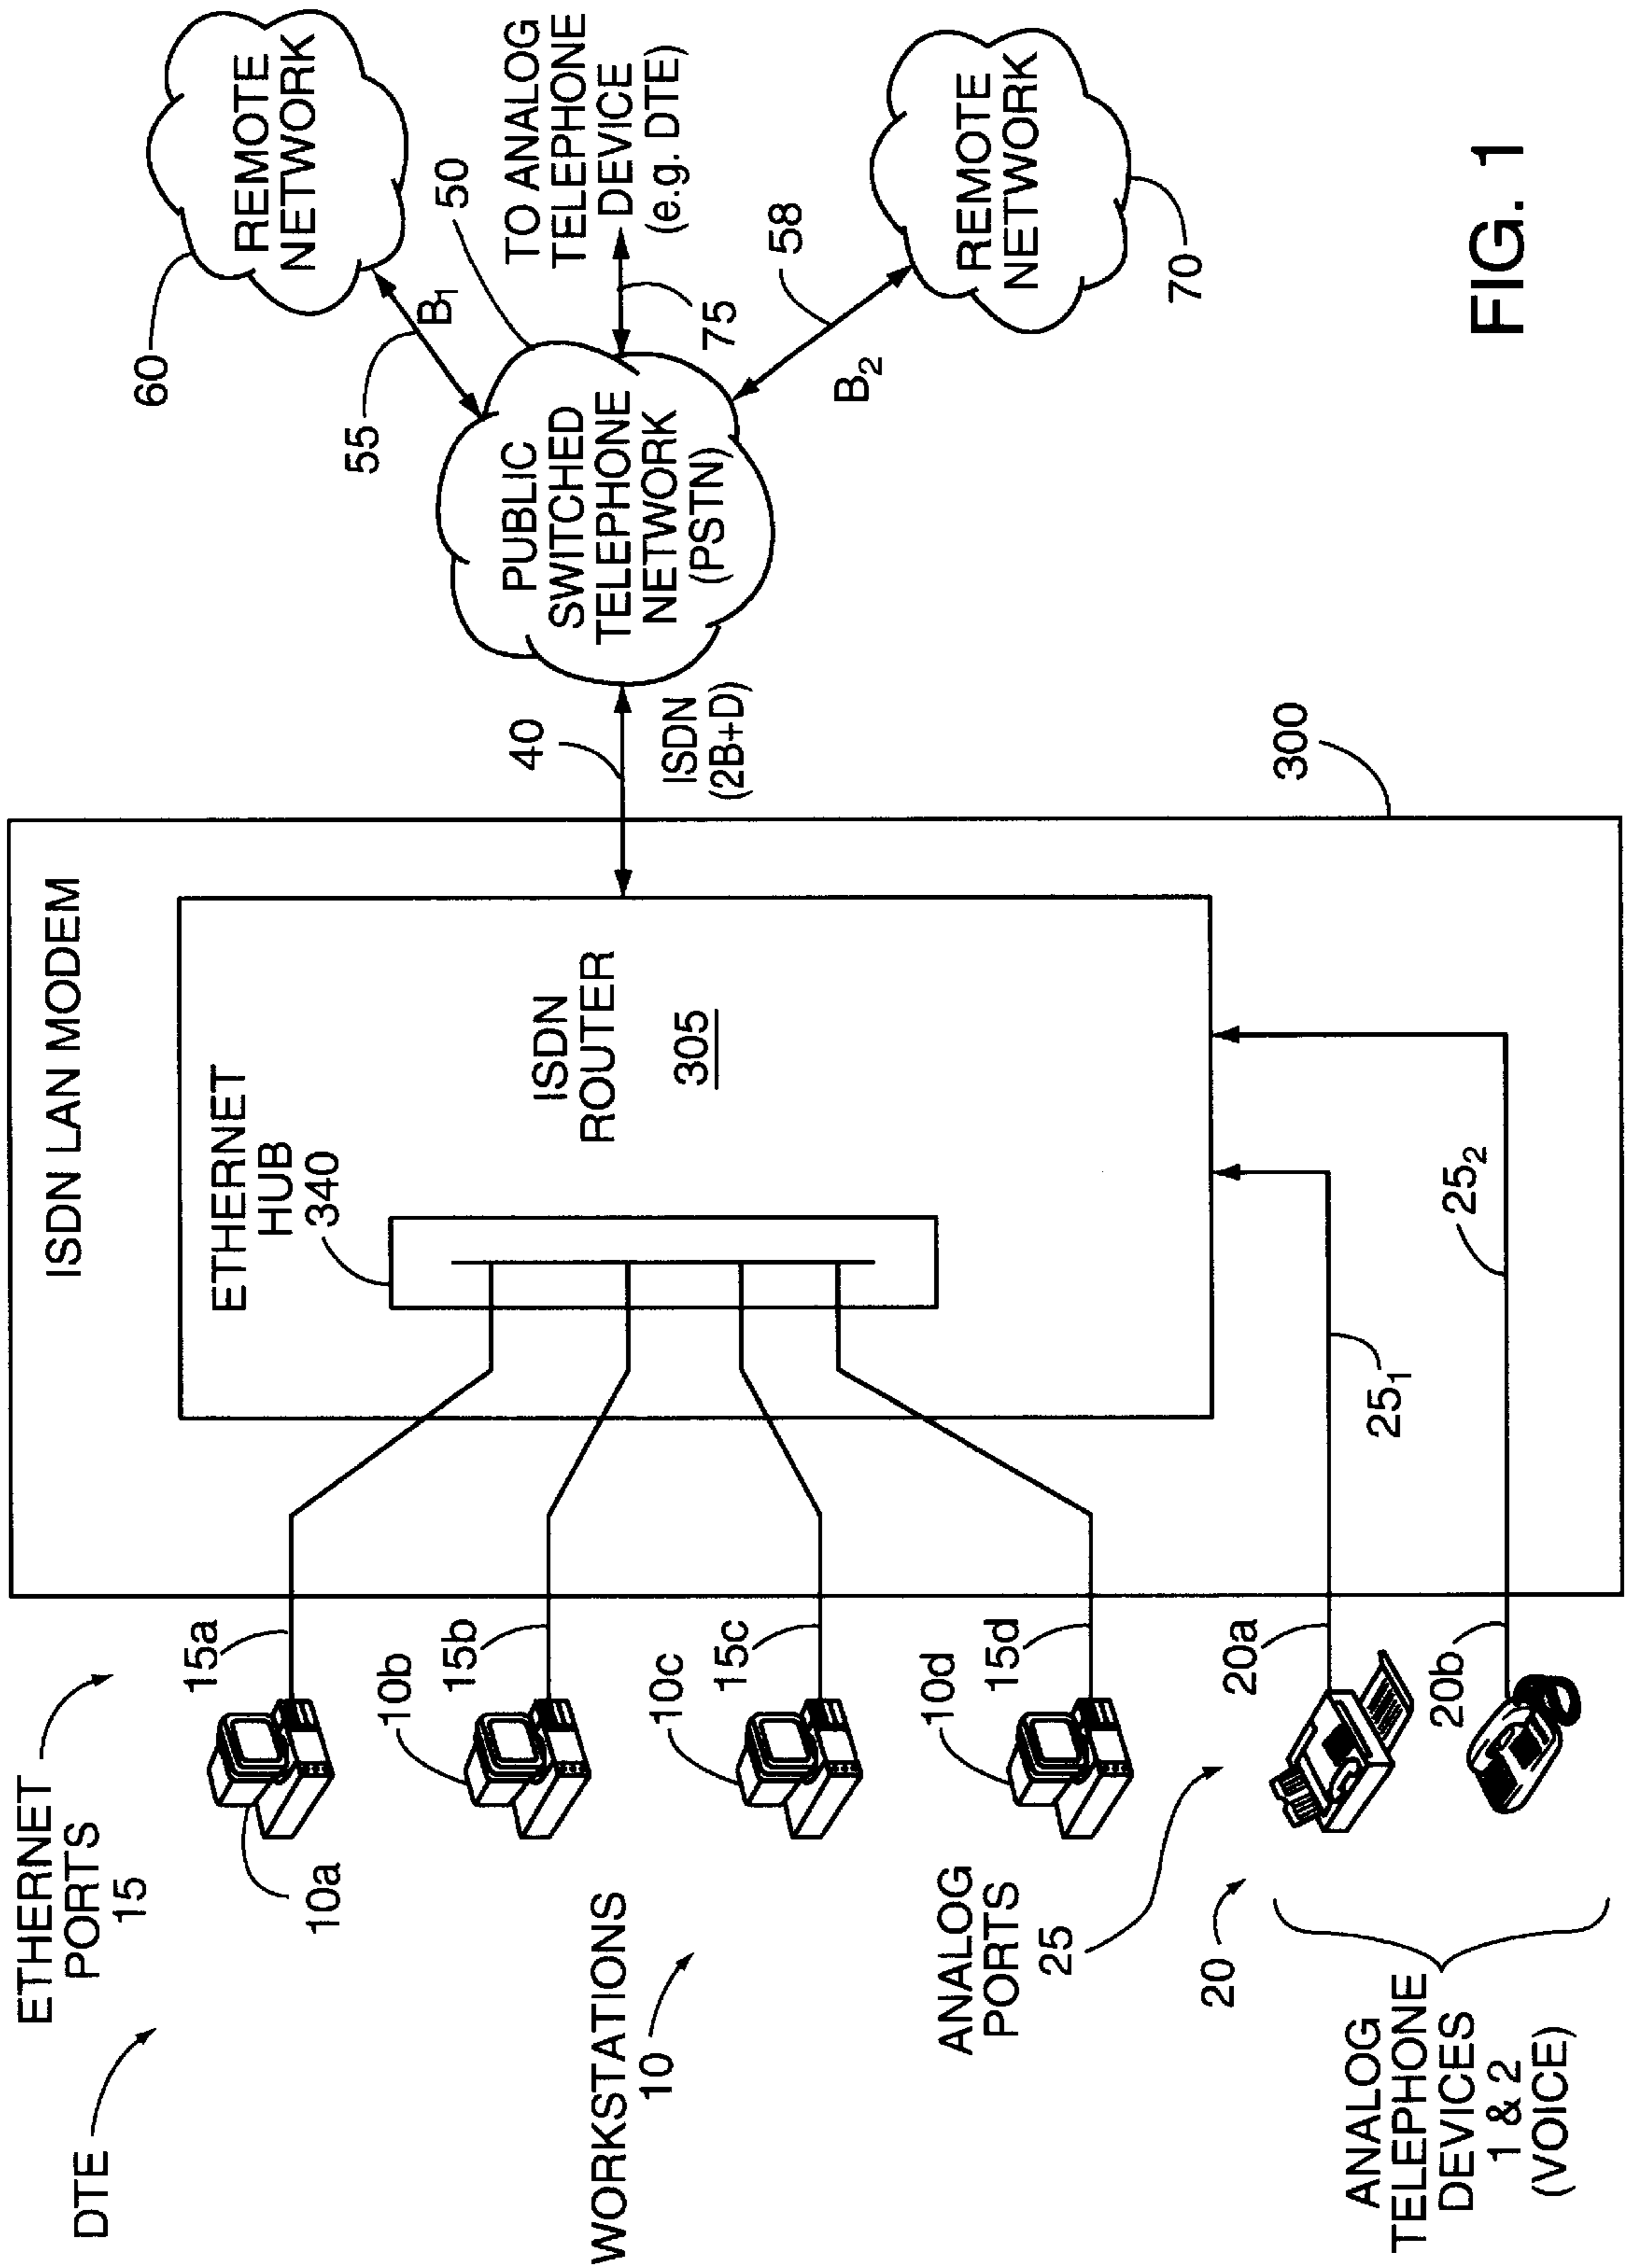 DTE
ETHERNET
PORTS
15
15a
10a
10b
15b
WORKSTATIONS
10
10c
15c
10d
15d
ANALOG
PORTS
25
20
20a
20b
ANALOG
TELEPHONE
DEVICES
1 & 2
(VOICE)
ISDN LAN MODEM
ETHERNET
HUB
340
ISDN
ROUTER
305
25₁
25₂
300
40
ISDN
(2B+D)
PUBLIC
SWITCHED
TELEPHONE
NETWORK
(PSTN)
50
55
B₁
60
REMOTE
NETWORK
TO ANALOG
TELEPHONE
DEVICE
(e.g. DTE)
75
58
B₂
REMOTE
NETWORK
70
FIG. 1